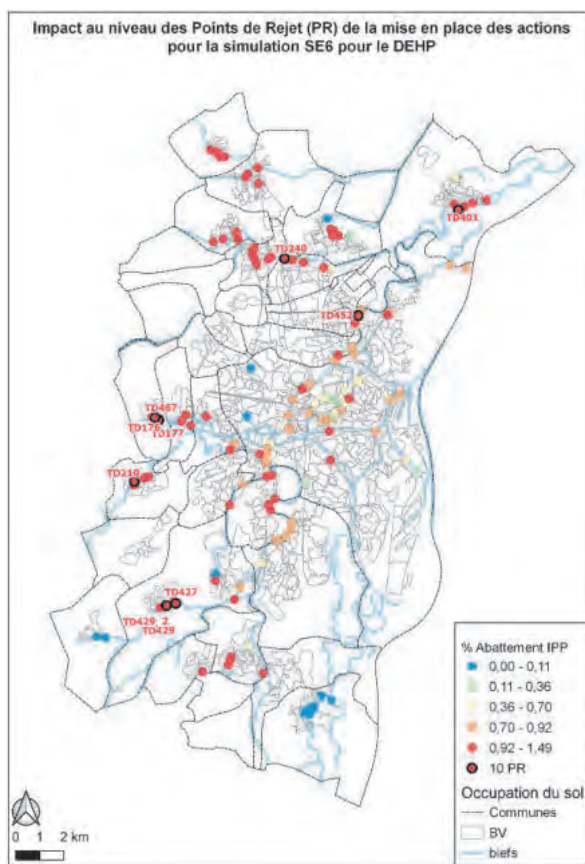 Impact au niveau des Points de Rejet (PR) de la mise en place des actions
pour la simulation SE6 pour le DEHP
TD401
TD240
TD452
TD467
TD176
TD177
TD210
TD427
TD429_2
TD429
% Abattement IPP
0,00 - 0,11
0,11 - 0,36
0,36 - 0,70
0,70 - 0,92
0,92 - 1,49
10 PR
Occupation du sol
Communes
BV
biefs
0 1 2 km